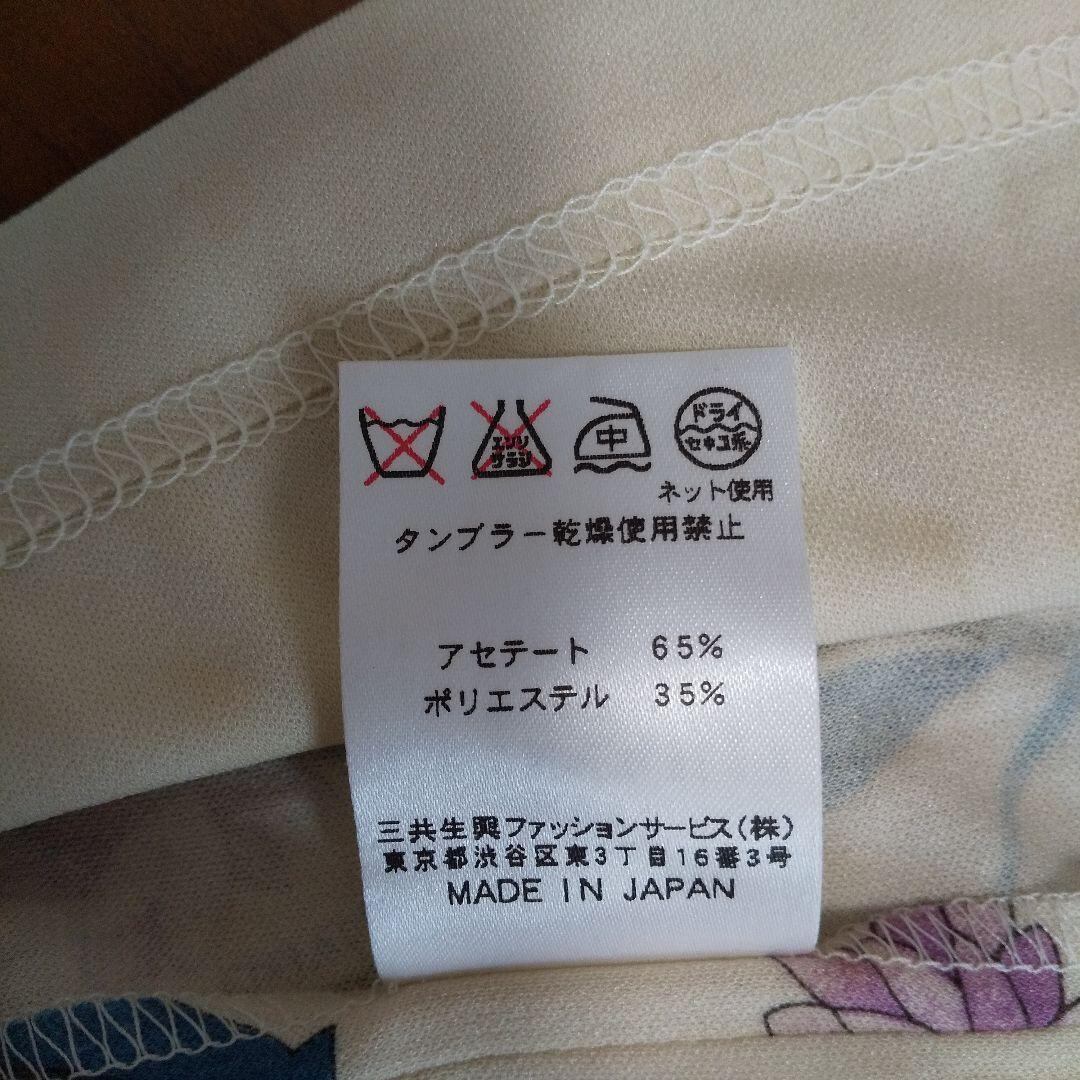 エンソ
サラシ
中
ドライ
セキユ系
ネット使用
タンブラー乾燥使用禁止
アセテート 65%
ポリエステル 35%
三共生興ファッションサービス(株)
東京都渋谷区東3丁目16番3号
MADE IN JAPAN